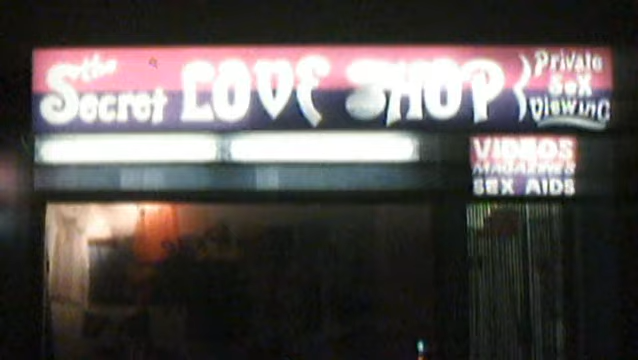 the
Secret LOVE SHOP
Private
Sex
Viewing
VIDEOS
MAGAZINES
SEX AIDS